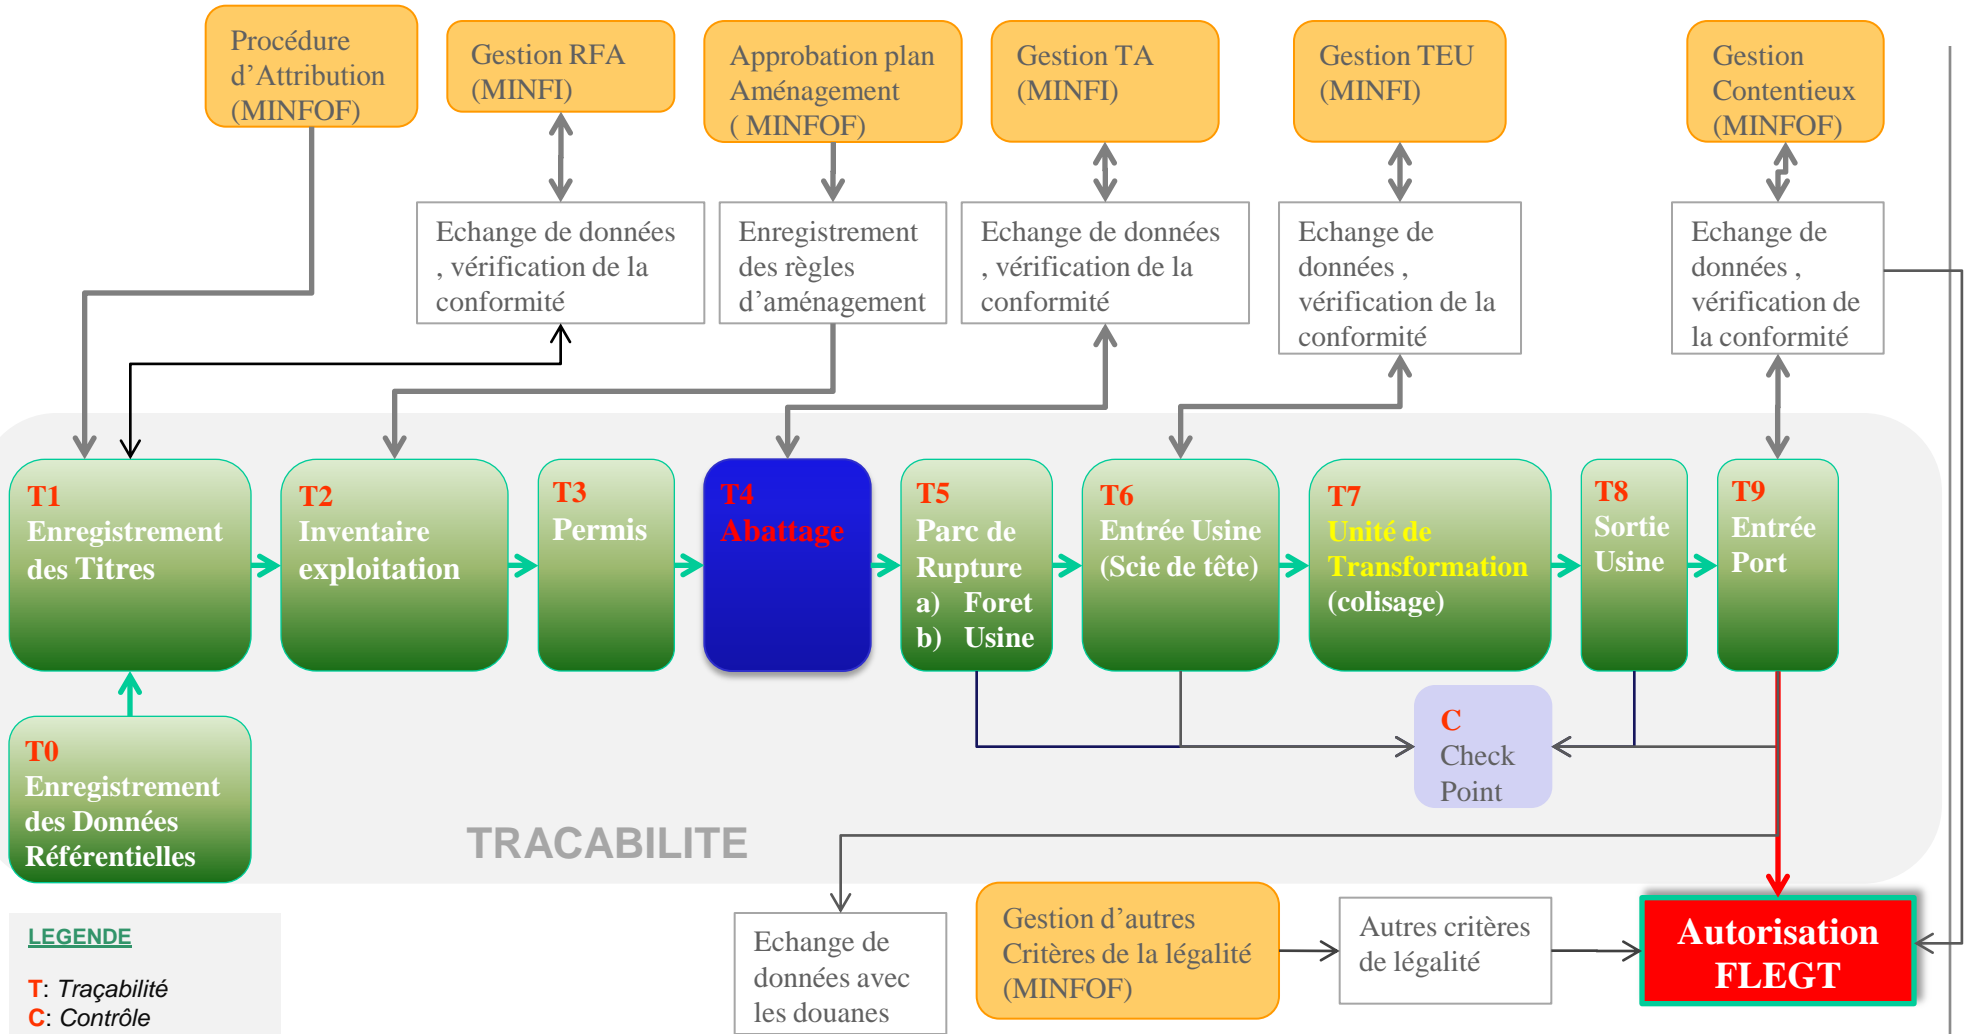 Procédure
d’Attribution
(MINFOF)
Gestion RFA
(MINFI)
Approbation plan
Aménagement
( MINFOF)
Gestion TA
(MINFI)
Gestion TEU
(MINFI)
Gestion
Contentieux
(MINFOF)
Echange de données
, vérification de la
conformité
Enregistrement
des règles
d’aménagement
Echange de données
, vérification de la
conformité
Echange de
données ,
vérification de la
conformité
Echange de
données ,
vérification de
la conformité
T1
Enregistrement
des Titres
T2
Inventaire
exploitation
T3
Permis
T4
Abattage
T5
Parc de
Rupture
a) Foret
b) Usine
T6
Entrée Usine
(Scie de tête)
T7
Unité de
Transformation
(colisage)
T8
Sortie
Usine
T9
Entrée
Port
T0
Enregistrement
des Données
Référentielles
C
Check
Point
TRACABILITE
LEGENDE
T: Traçabilité
C: Contrôle
Echange de
données avec
les douanes
Gestion d’autres
Critères de la légalité
(MINFOF)
Autres critères
de légalité
Autorisation
FLEGT